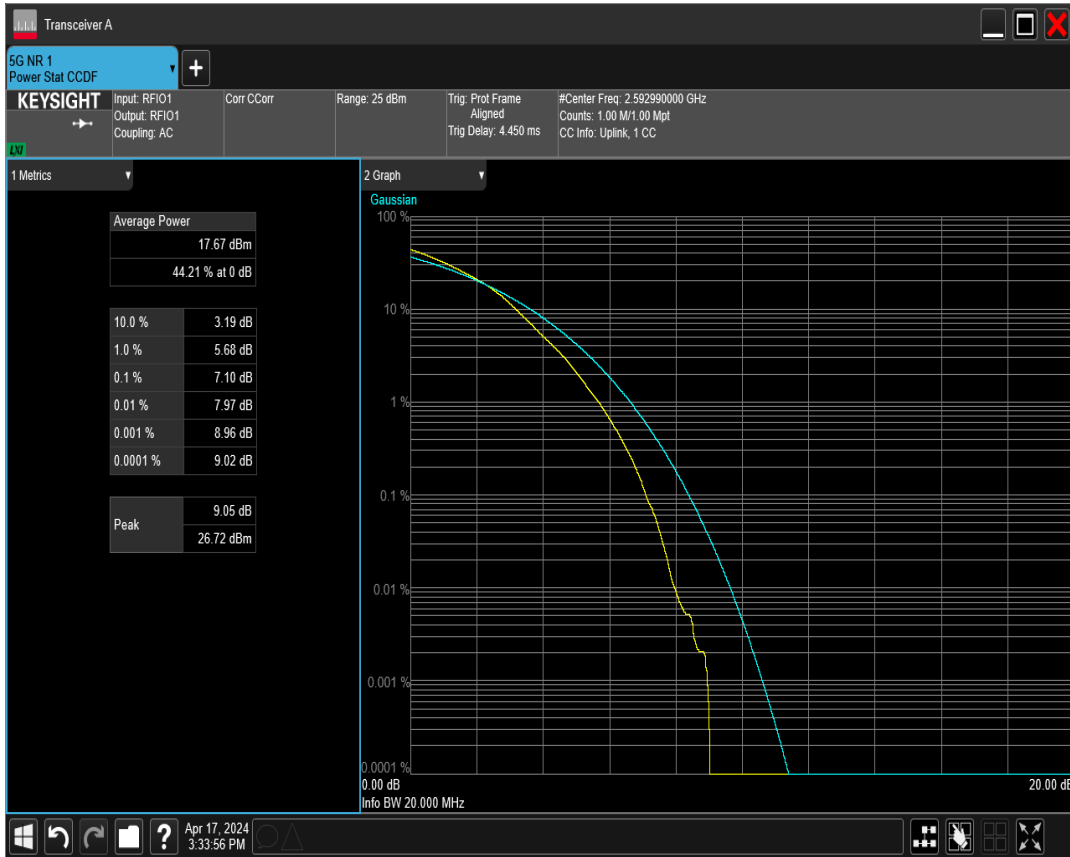 Transceiver A
5G NR 1
Power Stat CCDF
+
KEYSIGHT
LXI
Input: RFIO1
Output: RFIO1
Coupling: AC
Corr CCorr
Range: 25 dBm
Trig: Prot Frame
Aligned
Trig Delay: 4.450 ms
#Center Freq: 2.592990000 GHz
Counts: 1.00 M/1.00 Mpt
CC Info: Uplink, 1 CC
1 Metrics
Average Power
17.67 dBm
44.21 % at 0 dB
10.0 % 3.19 dB
1.0 % 5.68 dB
0.1 % 7.10 dB
0.01 % 7.97 dB
0.001 % 8.96 dB
0.0001 % 9.02 dB
Peak
9.05 dB
26.72 dBm
2 Graph
Gaussian
100 %
10 %
1 %
0.1 %
0.01 %
0.001 %
0.0001 %
0.00 dB 20.00 dB
Info BW 20.000 MHz
?
Apr 17, 2024
3:33:56 PM